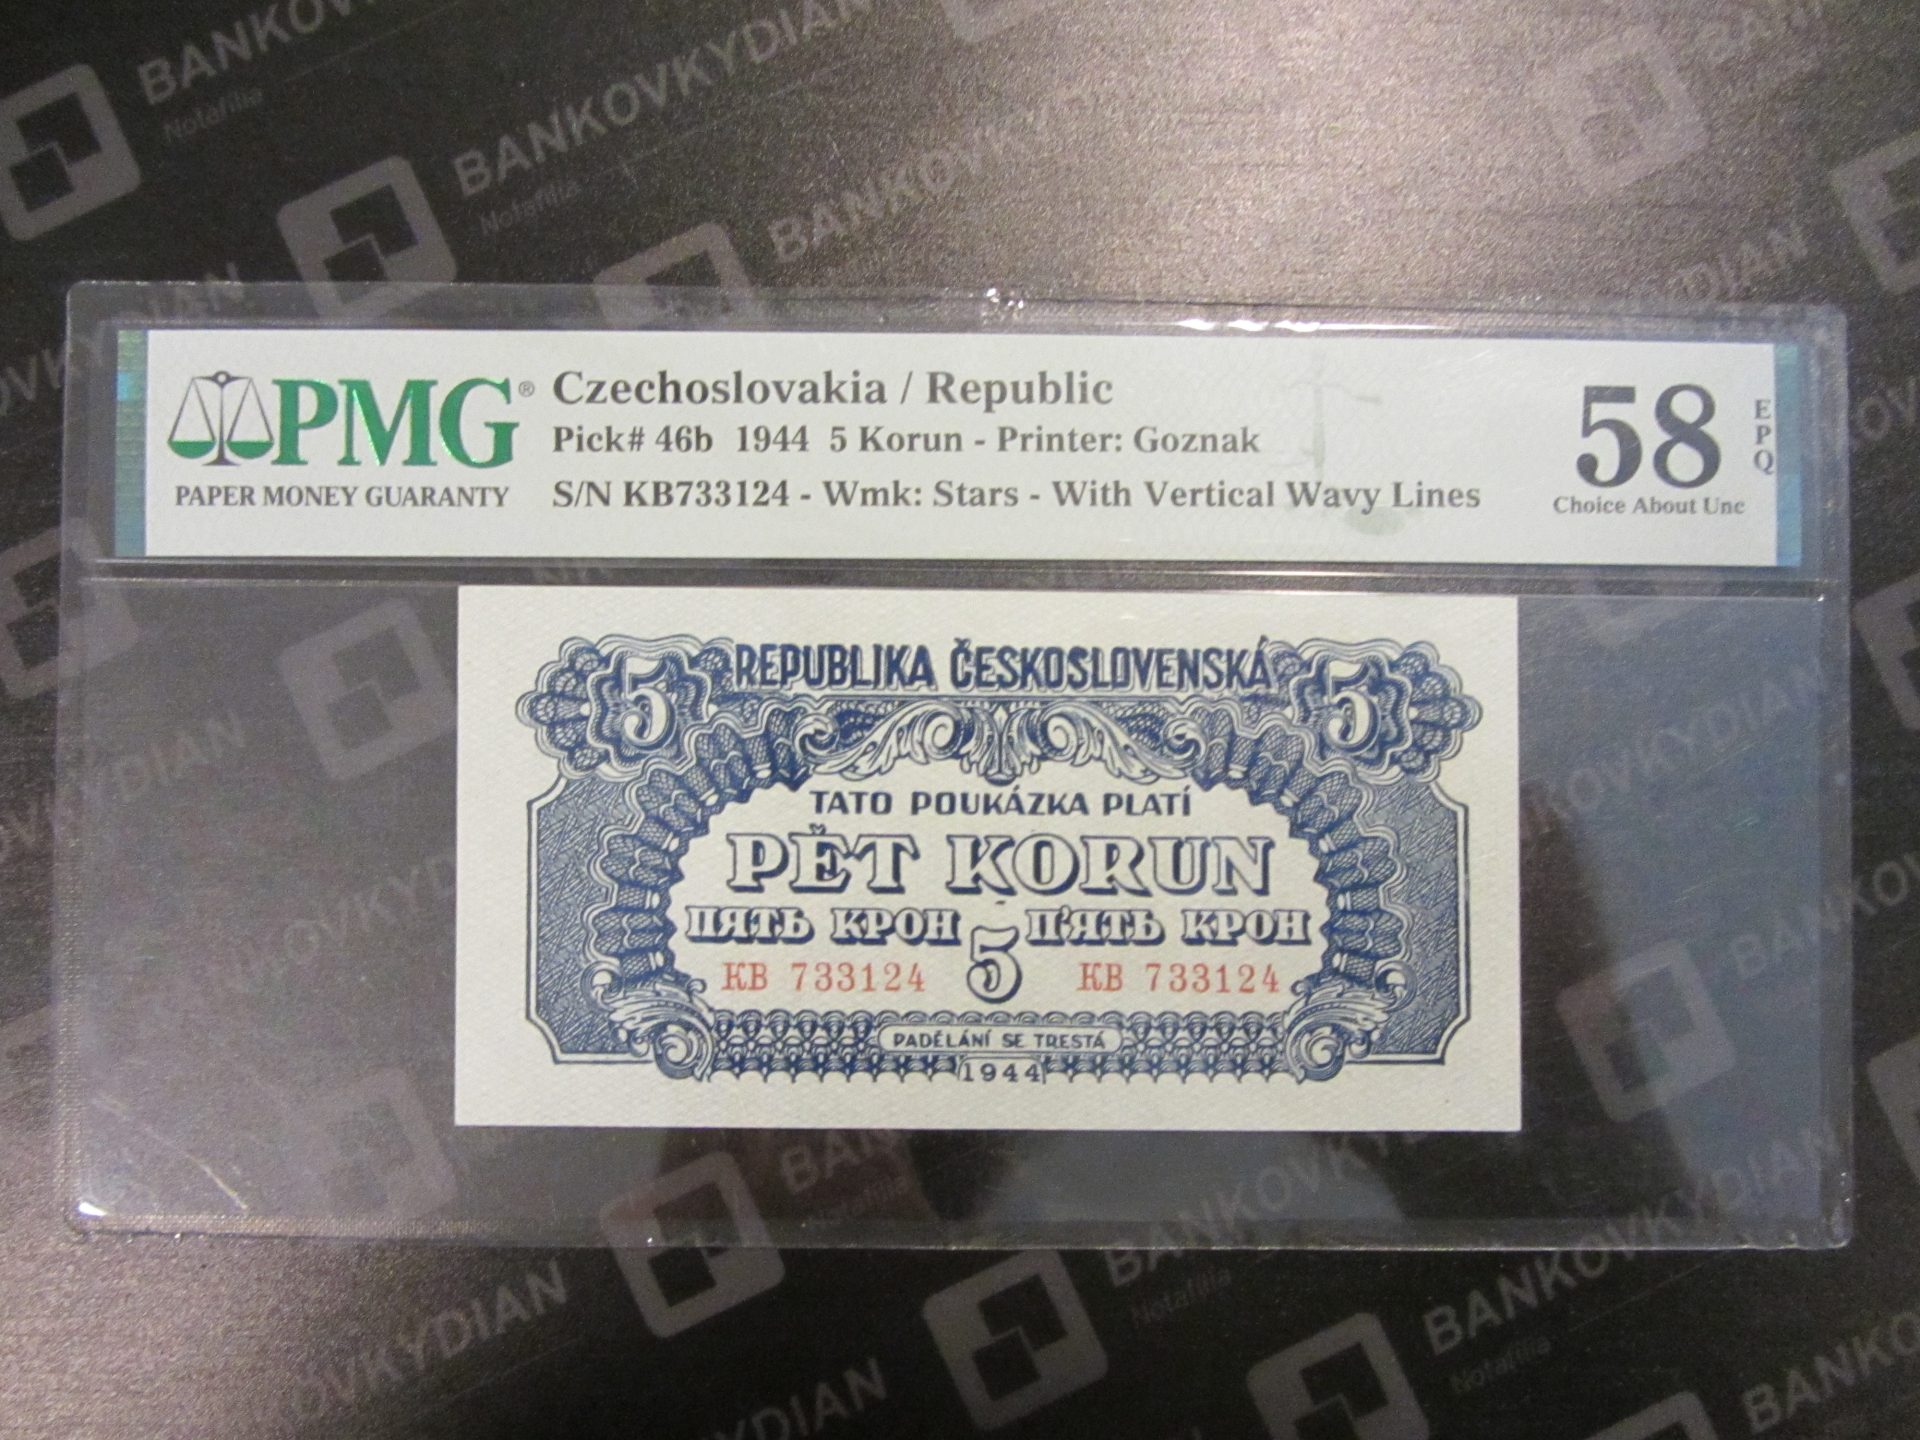 BANKOVKYDIAN
Notafilia
PMG®
PAPER MONEY GUARANTY
Czechoslovakia / Republic
Pick# 46b 1944 5 Korun - Printer: Goznak
S/N KB733124 - Wmk: Stars - With Vertical Wavy Lines
58
EPQ
Choice About Unc
5 REPUBLIKA ČESKOSLOVENSKÁ 5
TATO POUKÁZKA PLATÍ
PĚT KORUN
ПЯТЬ КРОН П'ЯТЬ КРОН
KB 733124 5 KB 733124
PADĚLÁNÍ SE TRESTÁ
1944